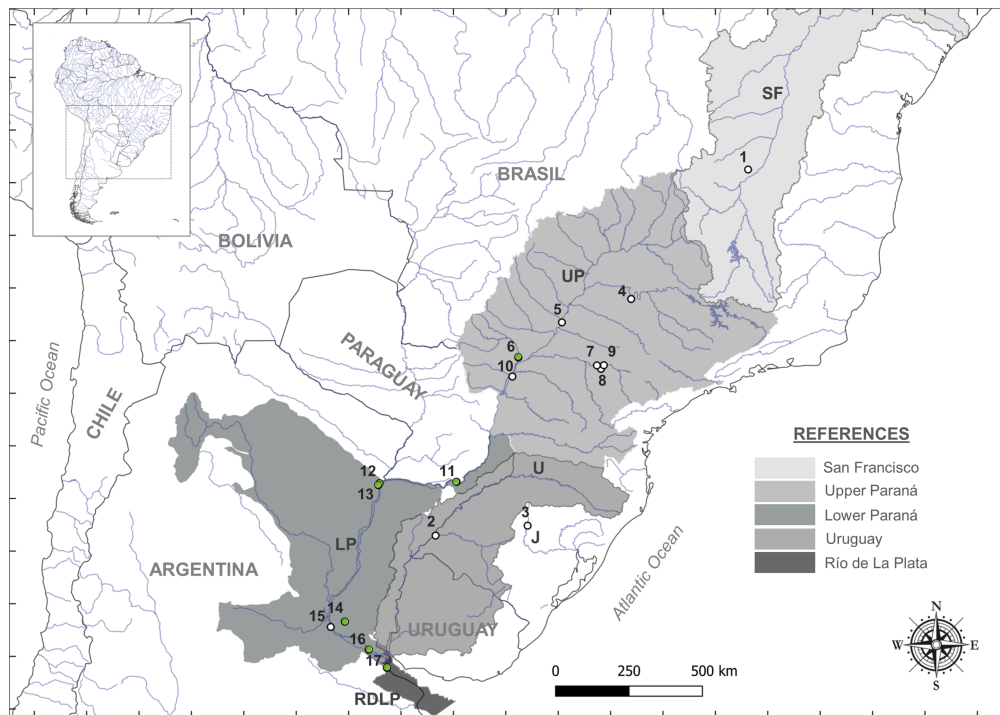 SF
1
BRASIL
BOLIVIA
UP
4
5
6
7 9
10
8
PARAGUAY
Pacific Ocean
CHILE
REFERENCES
San Francisco
Upper Paraná
Lower Paraná
Uruguay
Río de La Plata
12
11
13
U
2
3
J
LP
ARGENTINA
Atlantic Ocean
14
15
URUGUAY
16
17
RDLP
N
W E
S
0 250 500 km